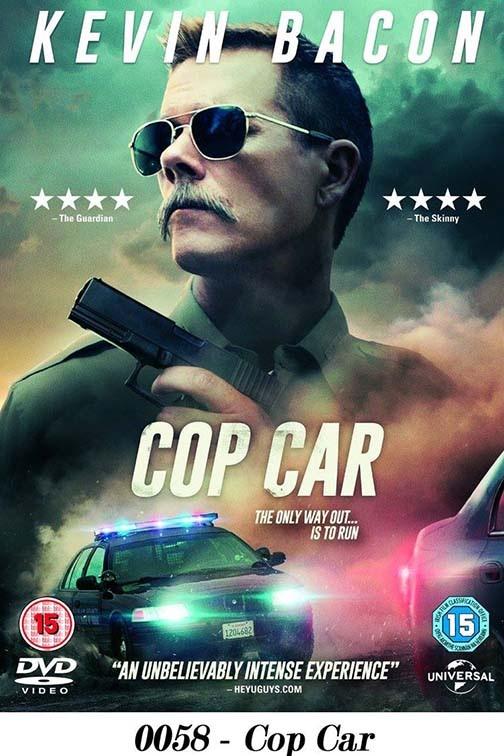 KEVIN BACON
★★★★ ★★★★
– The Guardian – The Skinny
COP CAR
THE ONLY WAY OUT...
IS TO RUN
1204682
15 15
DVD
VIDEO
"AN UNBELIEVABLY INTENSE EXPERIENCE"
– HEYUGUYS.COM
UNIVERSAL
0058 - Cop Car